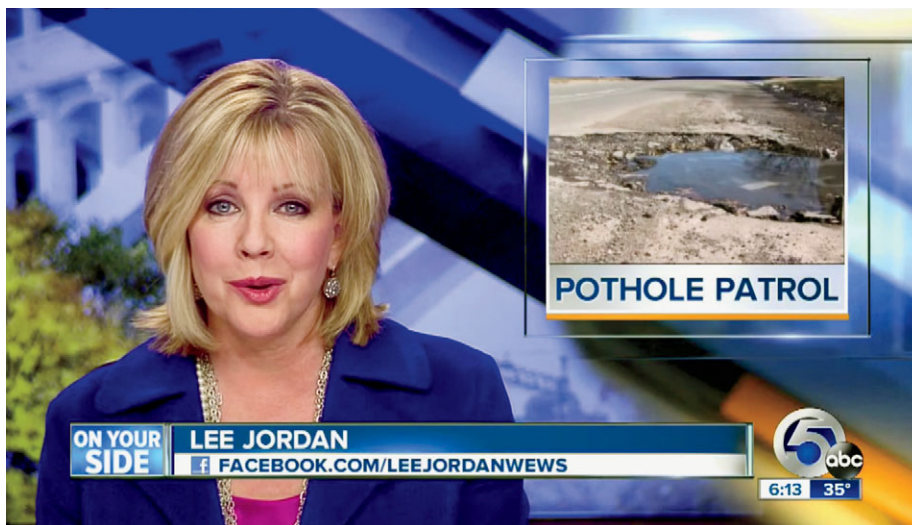 POTHOLE PATROL
ON YOUR
SIDE
LEE JORDAN
f FACEBOOK.COM/LEEJORDANWEWS
5
abc
6:13 35°